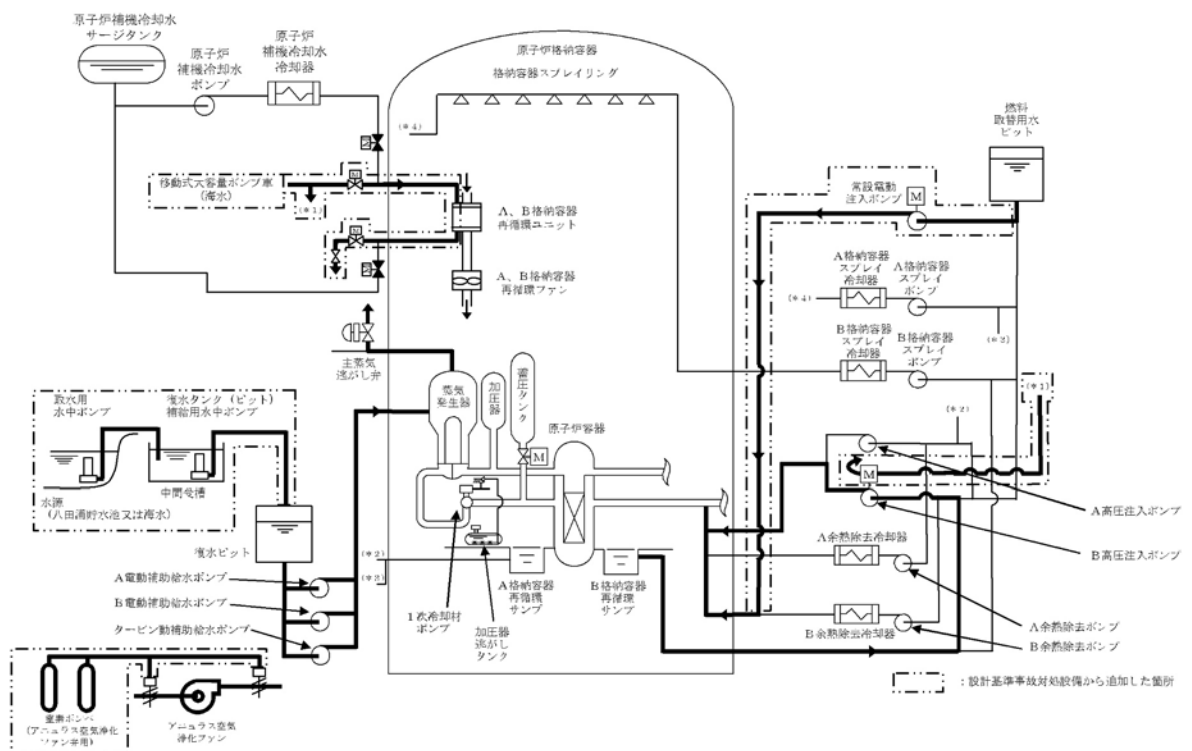 原子炉補機冷却水
サージタンク
原子炉
補機冷却水
ポンプ
原子炉
補機冷却水
冷却器
原子炉格納容器
格納容器スプレイリング
(*4)
燃料
取替用水
ピット
移動式大容量ポンプ車
(海水)
(*1)
M
M
A、B格納容器
再循環ユニット
A、B格納容器
再循環ファン
常設電動
注入ポンプ
M
A格納容器
スプレイ
冷却器
A格納容器
スプレイ
ポンプ
(*4)
(*3)
B格納容器
スプレイ
冷却器
B格納容器
スプレイ
ポンプ
(*1)
(*2)
主蒸気
逃がし弁
蒸気
発生器
加圧器
蓄圧タンク
M
原子炉容器
取水用
水中ポンプ
復水タンク(ピット)
補給用水中ポンプ
中間受槽
水源
(八田浦貯水池又は海水)
復水ピット
M
A高圧注入ポンプ
B高圧注入ポンプ
A余熱除去冷却器
(*2)
(*3)
A格納容器
再循環
サンプ
B格納容器
再循環
サンプ
1次冷却材
ポンプ
加圧器
逃がし
タンク
A電動補助給水ポンプ
B電動補助給水ポンプ
タービン動補助給水ポンプ
B余熱除去冷却器
A余熱除去ポンプ
B余熱除去ポンプ
窒素ボンベ
(アニュラス空気浄化
ファン弁用)
アニュラス空気
浄化ファン
:設計基準事故対処設備から追加した箇所